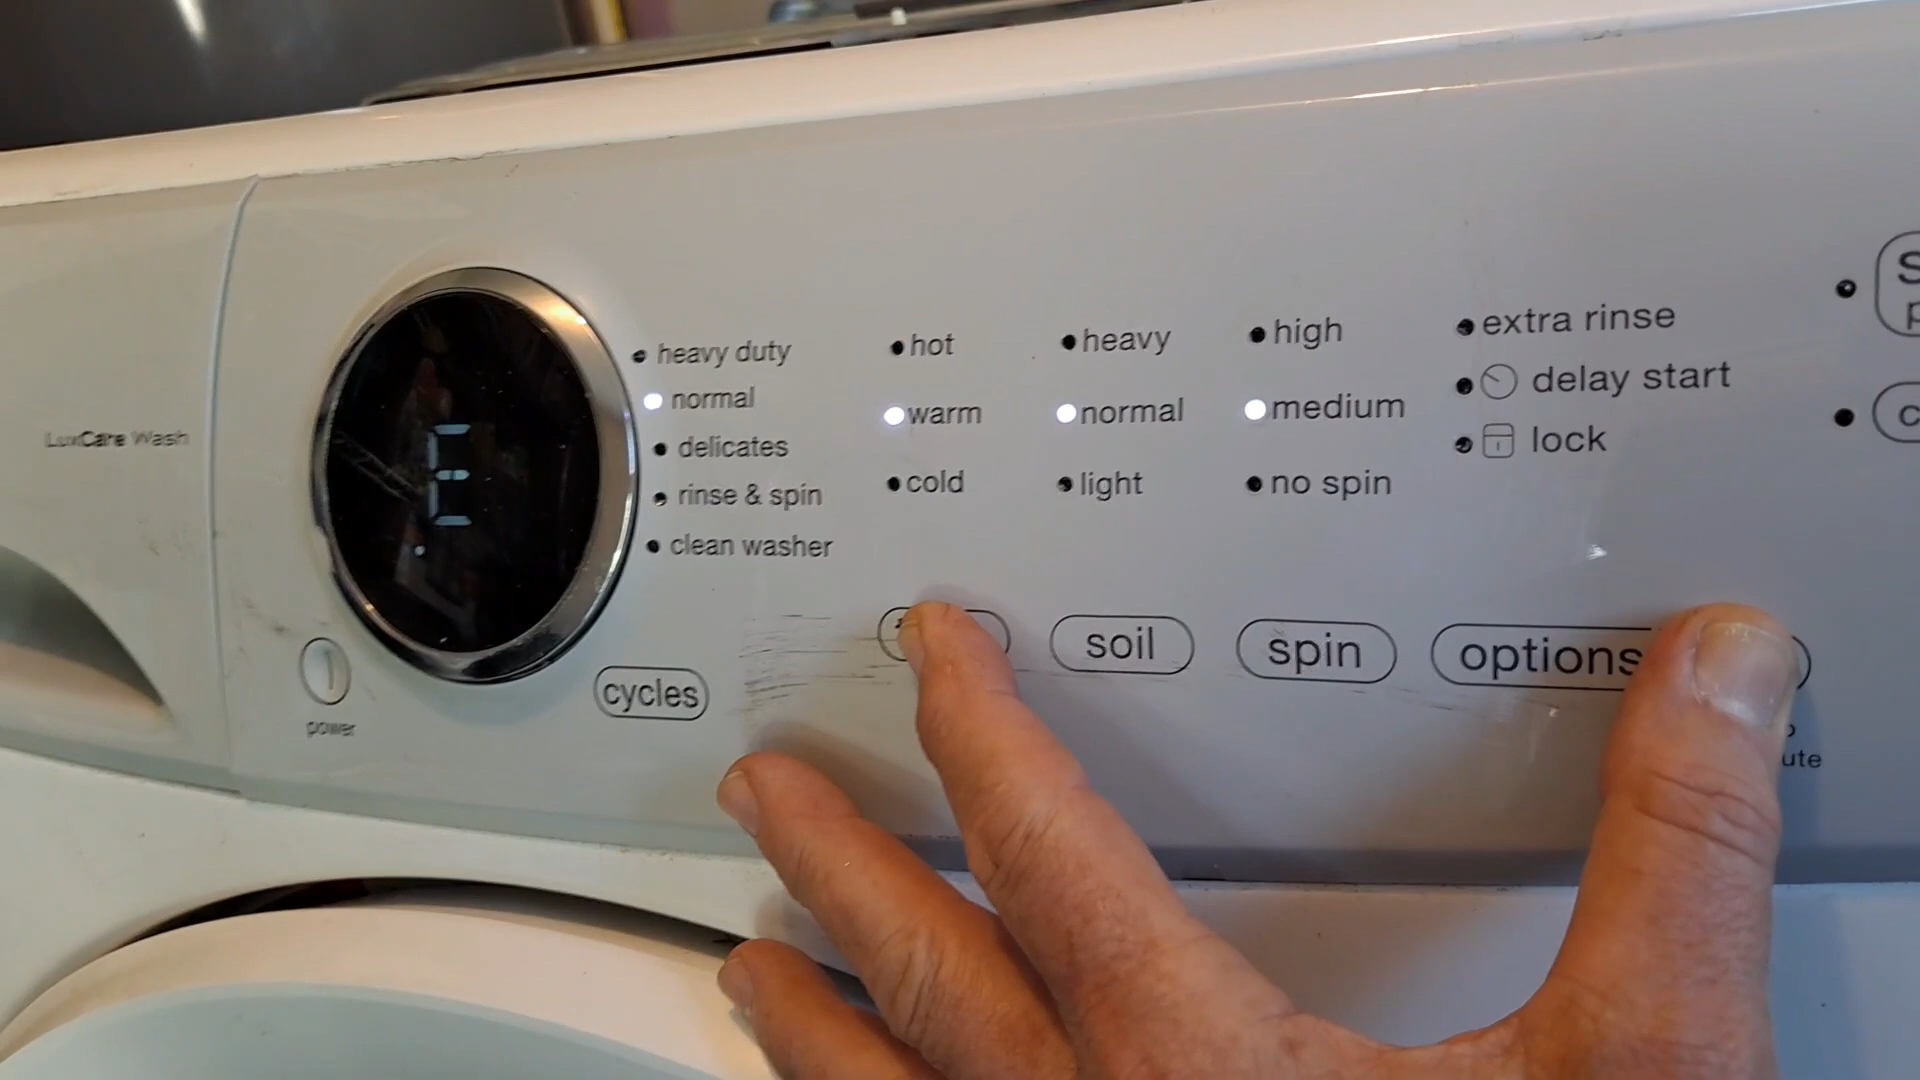 LuxCare Wash
E
power
heavy duty
normal
delicates
rinse & spin
clean washer
cycles
hot
warm
cold
heavy
normal
light
soil
high
medium
no spin
spin
extra rinse
delay start
lock
options